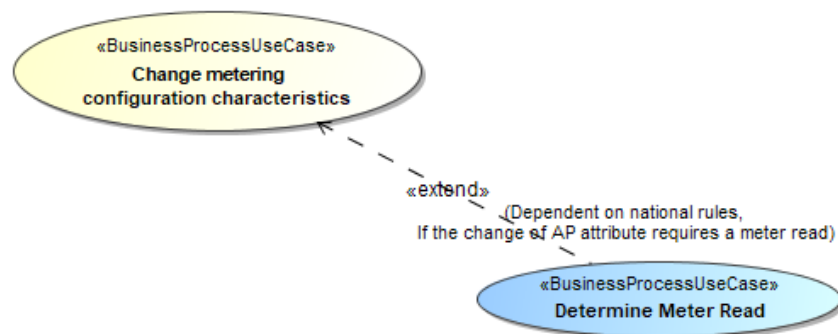 «BusinessProcessUseCase»
Change metering
configuration characteristics
«extend»
(Dependent on national rules,
If the change of AP attribute requires a meter read)
«BusinessProcessUseCase»
Determine Meter Read